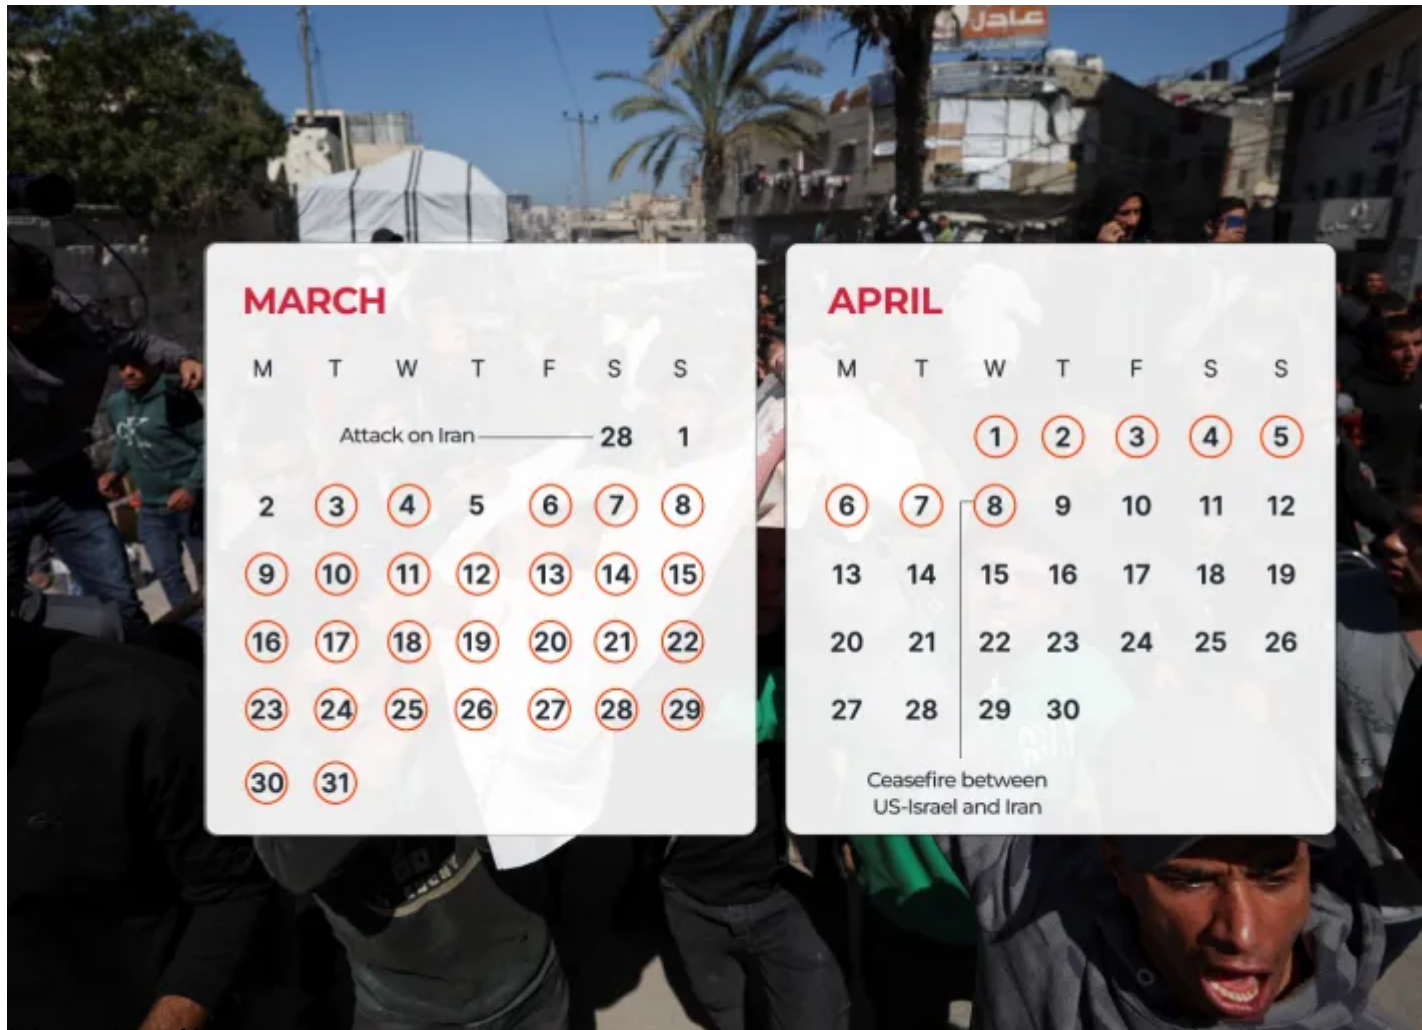 عادل
MARCH
M T W T F S S
Attack on Iran 28 1
2 3 4 5 6 7 8
9 10 11 12 13 14 15
16 17 18 19 20 21 22
23 24 25 26 27 28 29
30 31
APRIL
M T W T F S S
1 2 3 4 5
6 7 8 9 10 11 12
13 14 15 16 17 18 19
20 21 22 23 24 25 26
27 28 29 30
Ceasefire between
US-Israel and Iran